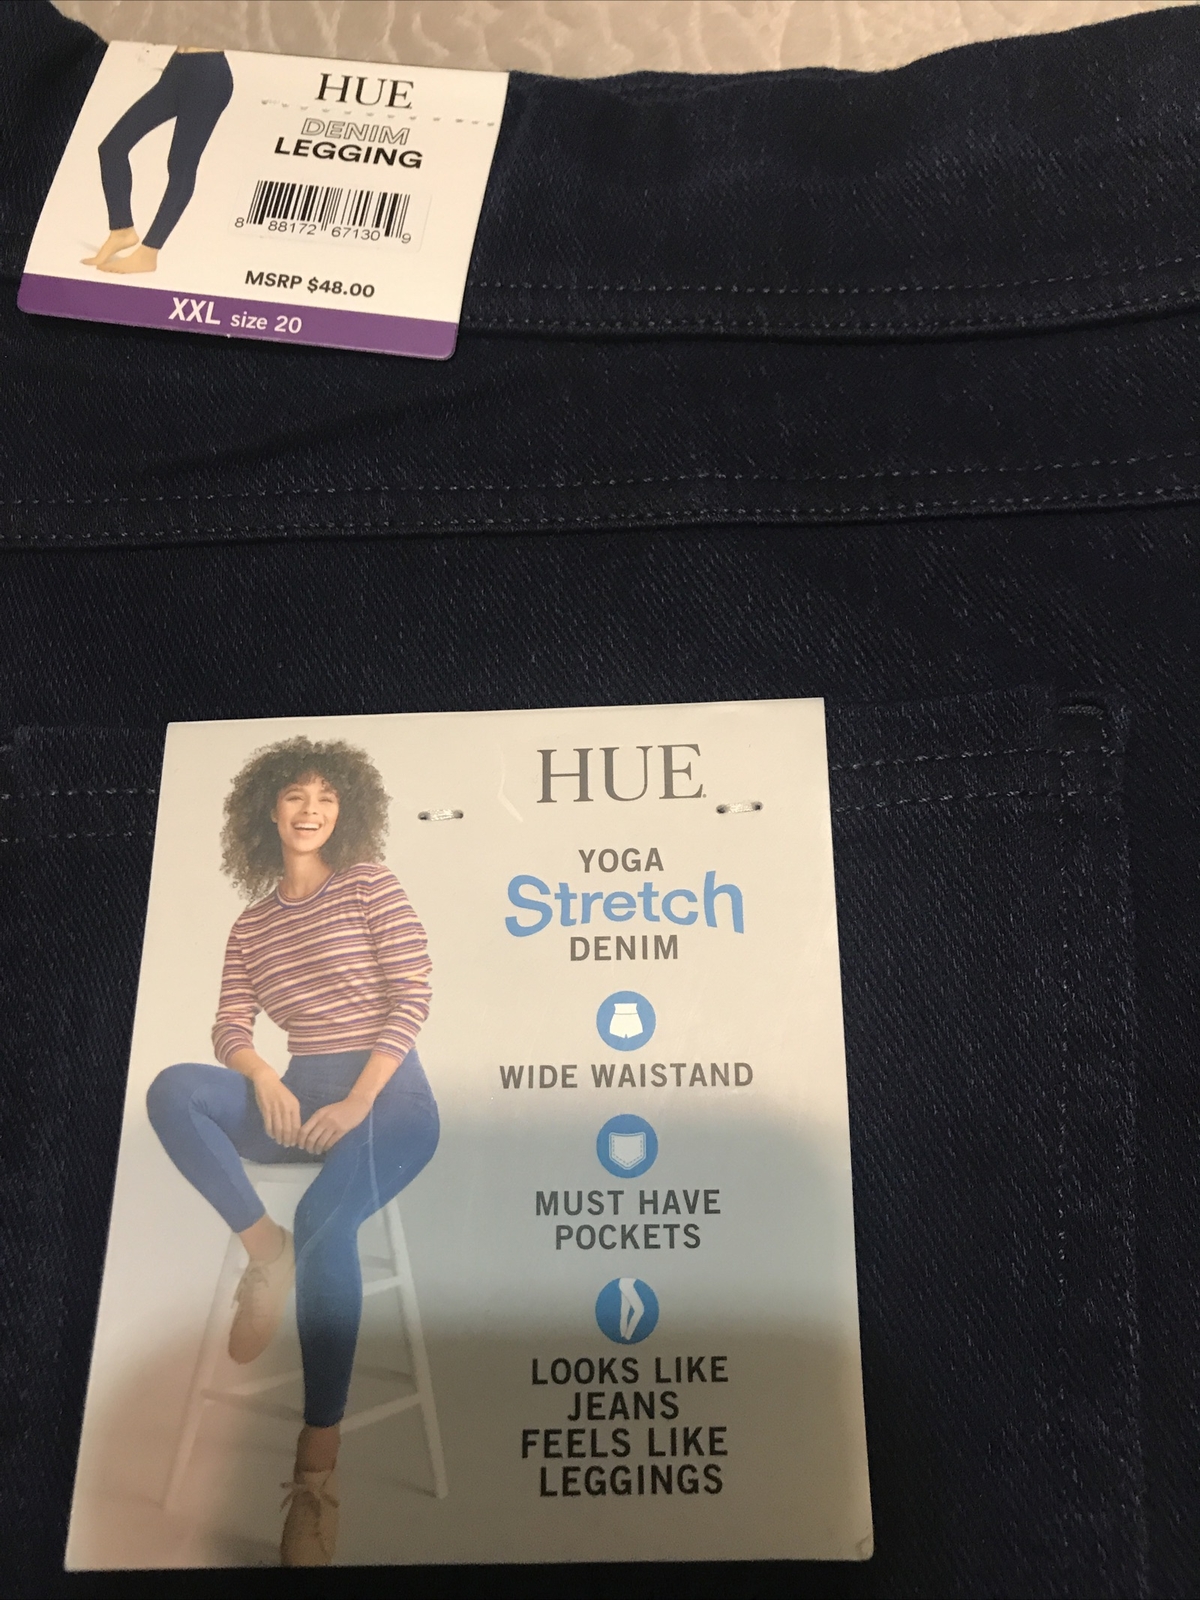 HUE
DENIM
LEGGING
8 88172 67130 9
MSRP $48.00
XXL size 20
HUE
YOGA
Stretch
DENIM
WIDE WAISTAND
MUST HAVE
POCKETS
LOOKS LIKE
JEANS
FEELS LIKE
LEGGINGS